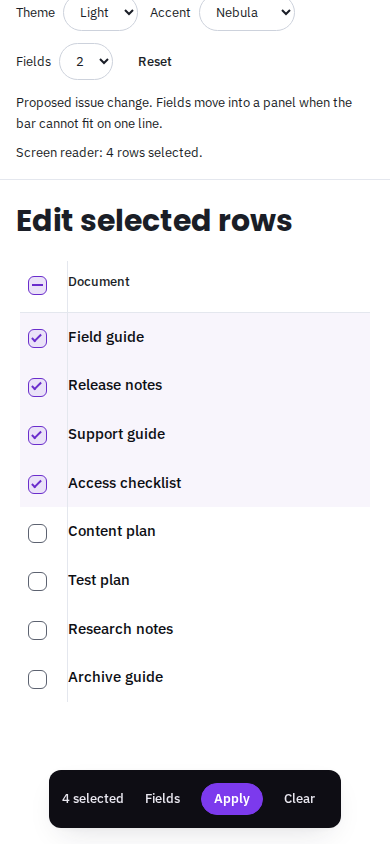 Theme Light Accent Nebula
Fields 2 Reset
Proposed issue change. Fields move into a panel when the
bar cannot fit on one line.
Screen reader: 4 rows selected.
Edit selected rows
Document
Field guide
Release notes
Support guide
Access checklist
Content plan
Test plan
Research notes
Archive guide
4 selected Fields Apply Clear